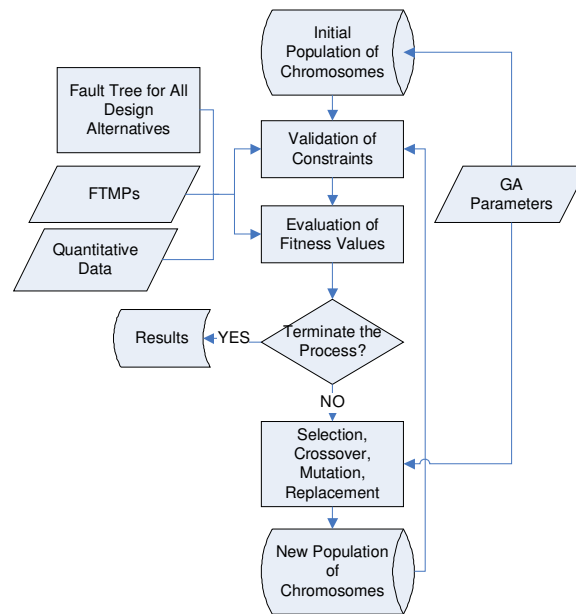 Initial
Population of
Chromosomes
Fault Tree for All
Design
Alternatives
Validation of
Constraints
FTMPs
GA
Parameters
Evaluation of
Fitness Values
Quantitative
Data
Terminate the
Process?
YES
Results
NO
Selection,
Crossover,
Mutation,
Replacement
New Population
of
Chromosomes